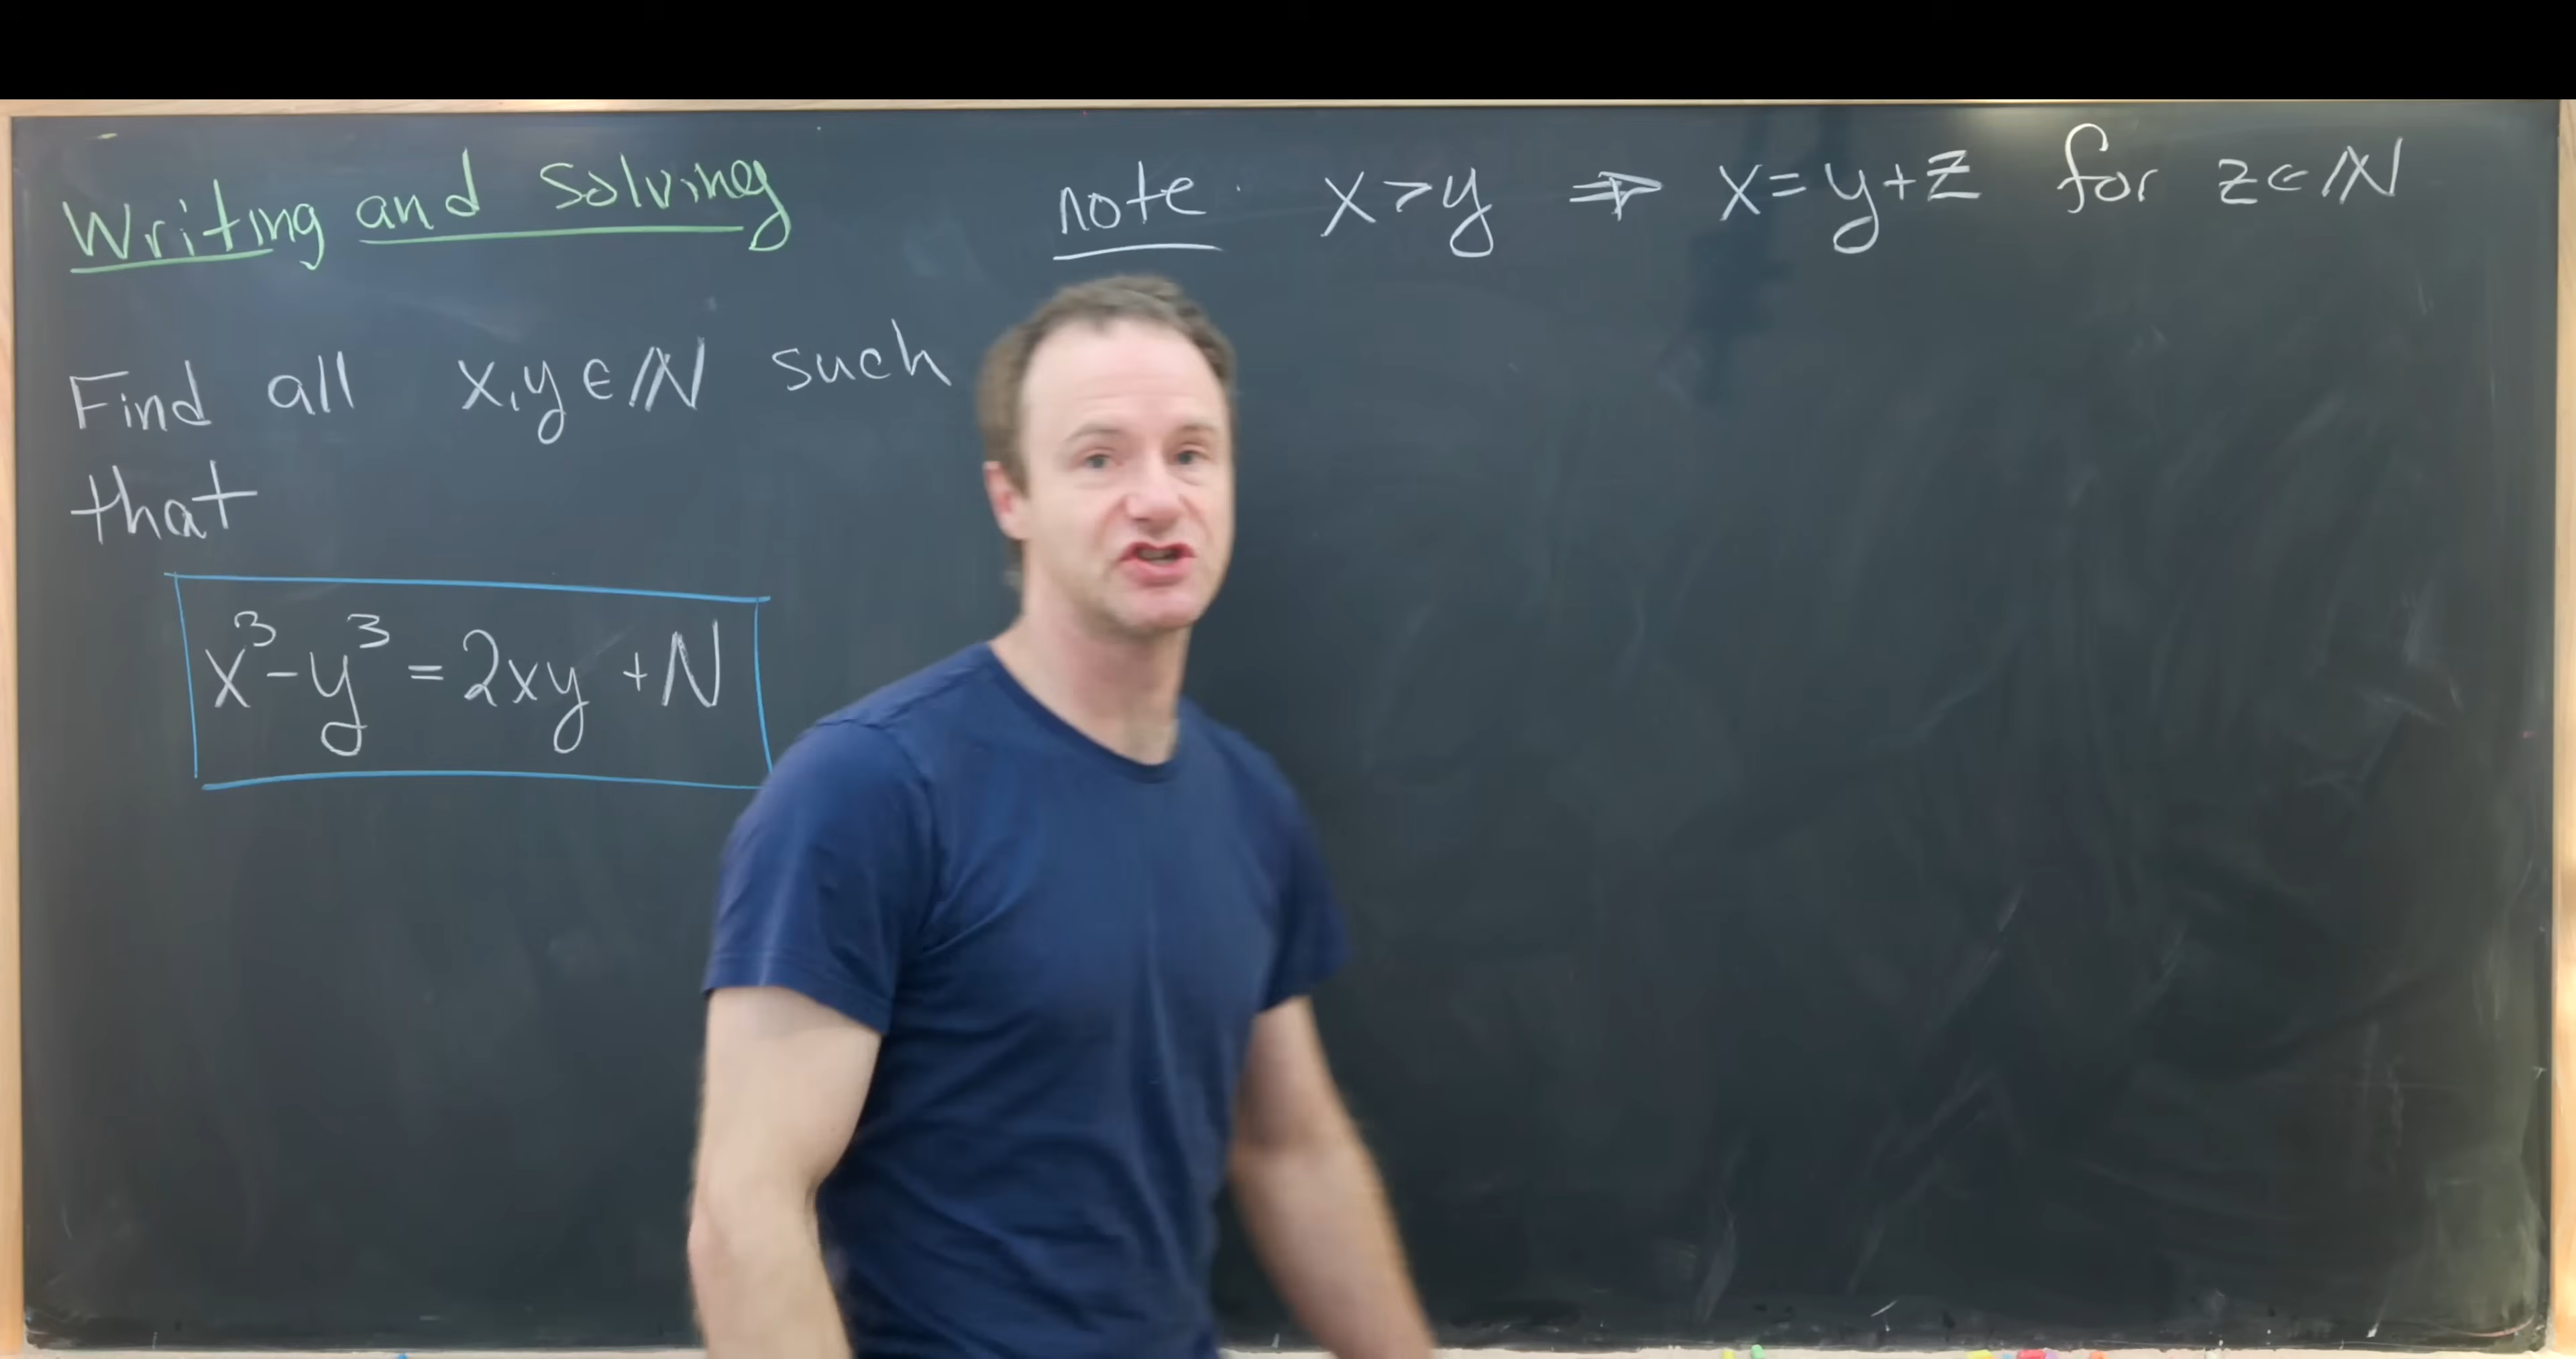 Writing and Solving
note: x>y ⇒ x=y+z for z∈ℕ
Find all x,y∈ℕ such
that
x³-y³=2xy+N